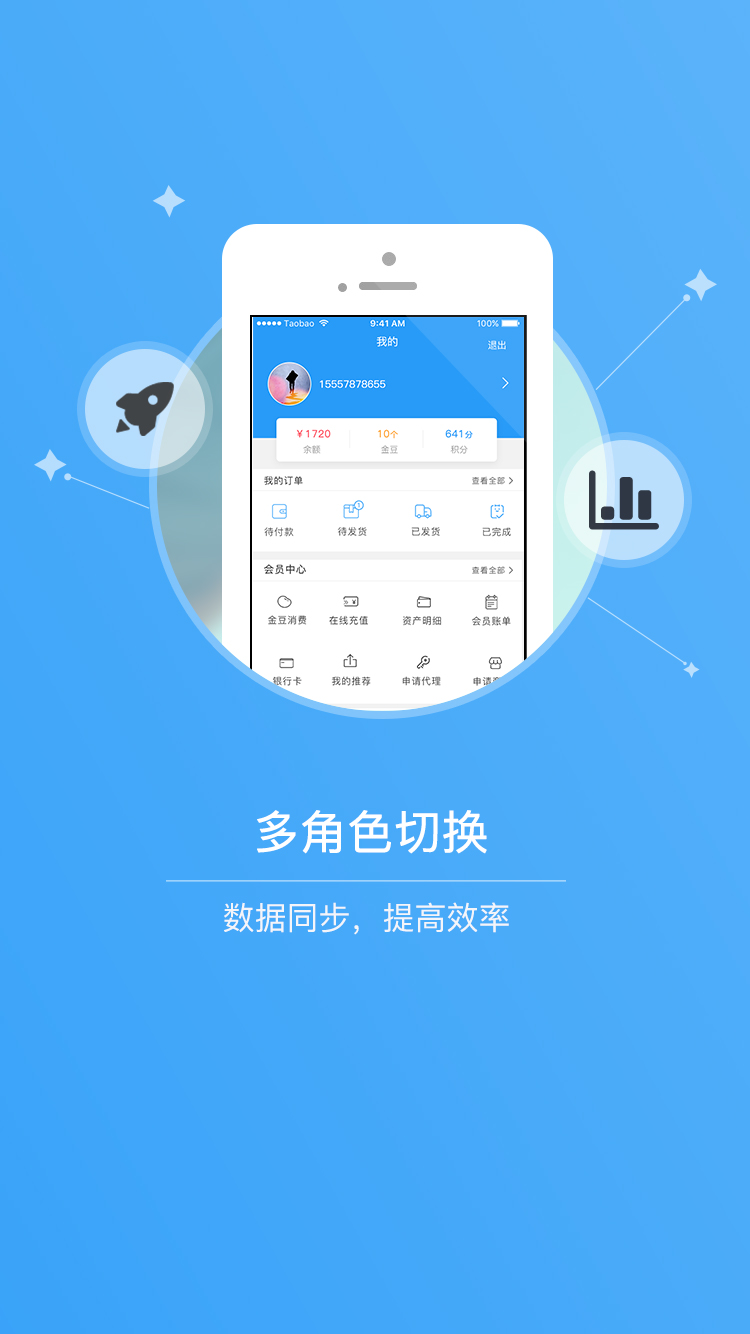 ●●●●● Taobao 9:41 AM 100%
我的
退出
15557878655
¥1720 10个 641分
余额 金豆 积分
我的订单 查看全部
1
待付款 待发货 已发货 已完成
会员中心 查看全部
金豆消费 在线充值 资产明细 会员账单
银行卡 我的推荐 申请代理 申请
多角色切换
数据同步，提高效率